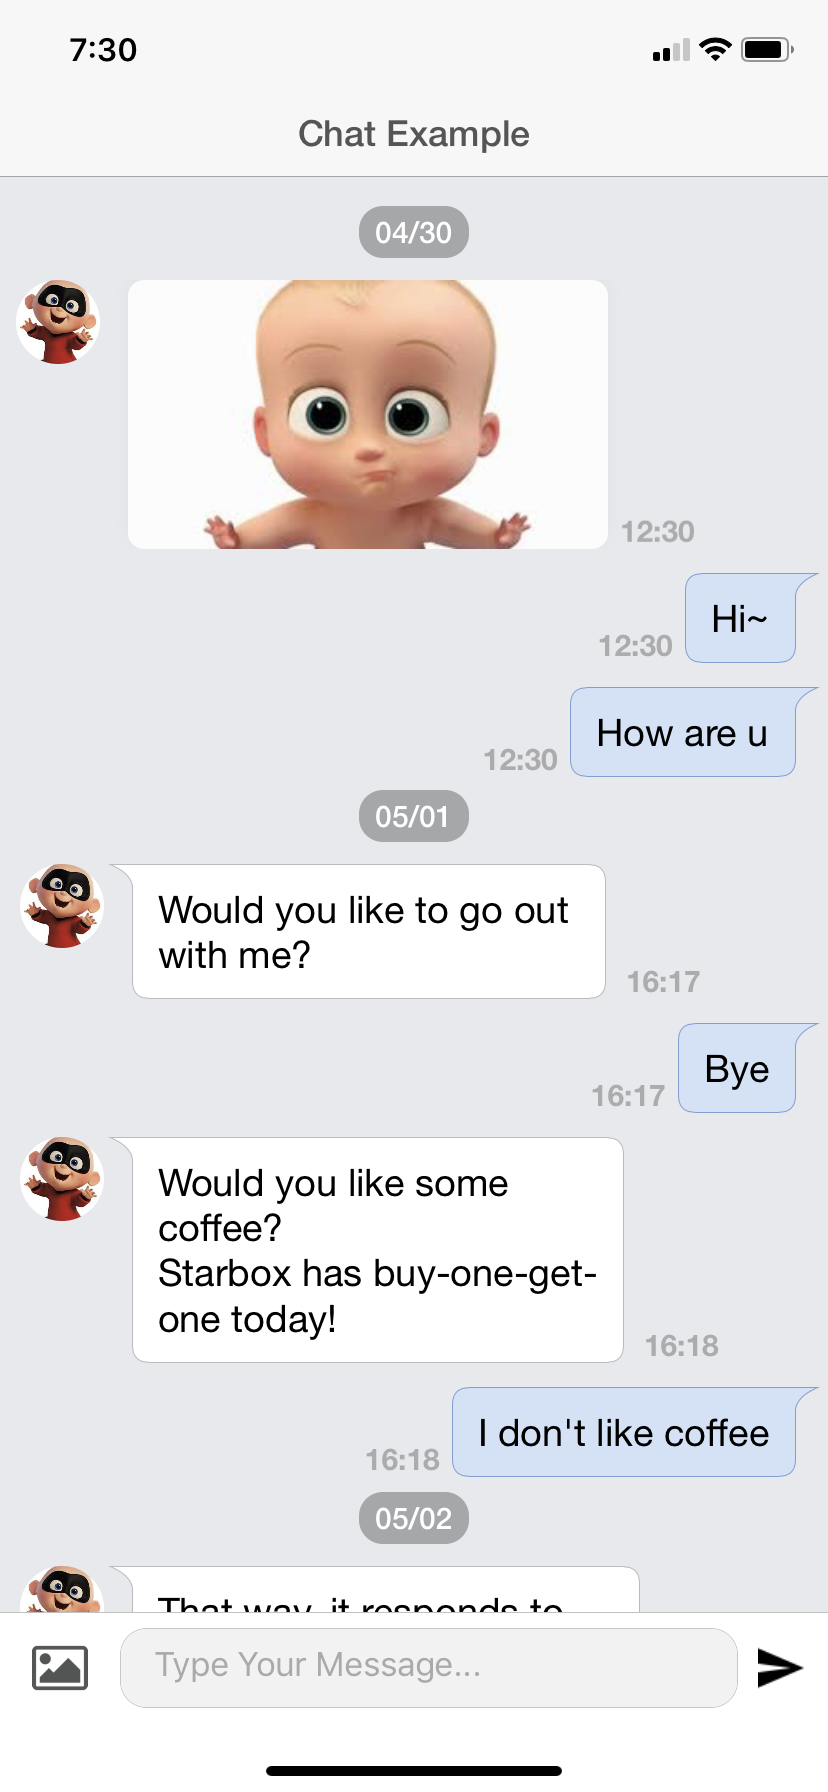 7:30
Chat Example
04/30
12:30
Hi~
12:30
How are u
12:30
05/01
Would you like to go out
with me?
16:17
Bye
16:17
Would you like some
coffee?
Starbox has buy-one-get-
one today!
16:18
I don't like coffee
16:18
05/02
That way, it responds to
Type Your Message...